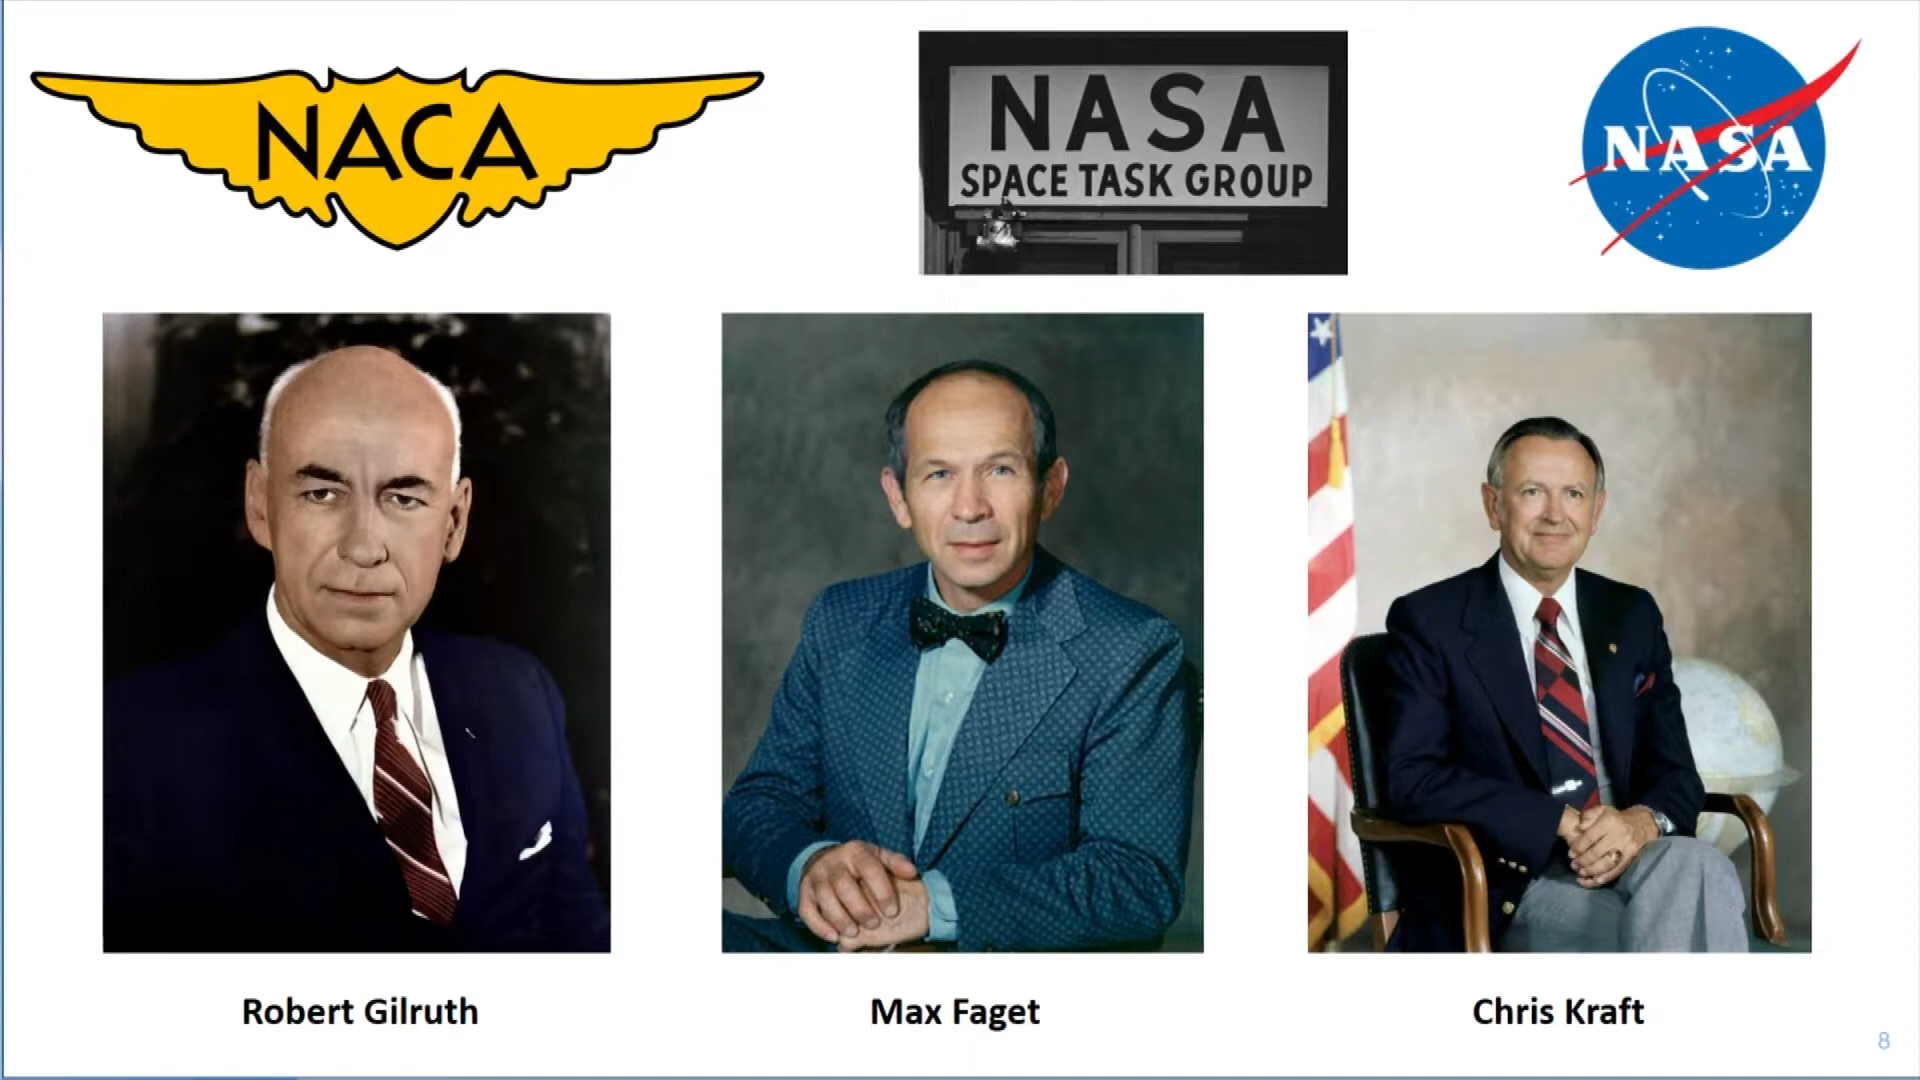 NACA
NASA
SPACE TASK GROUP
NASA
Robert Gilruth
Max Faget
Chris Kraft
8